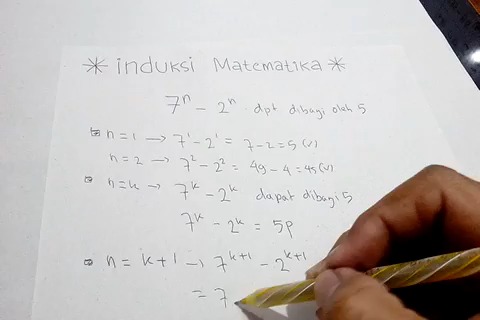 * induksi Matematika *
7ⁿ - 2ⁿ dpt dibagi oleh 5
n = 1 → 7¹ - 2¹ = 7 - 2 = 5 (v)
n = 2 → 7² - 2² = 49 - 4 = 45 (v)
n = k → 7ᵏ - 2ᵏ dapat dibagi 5
7ᵏ - 2ᵏ = 5p
n = k + 1 → 7ᵏ⁺¹ - 2ᵏ⁺¹
= 7